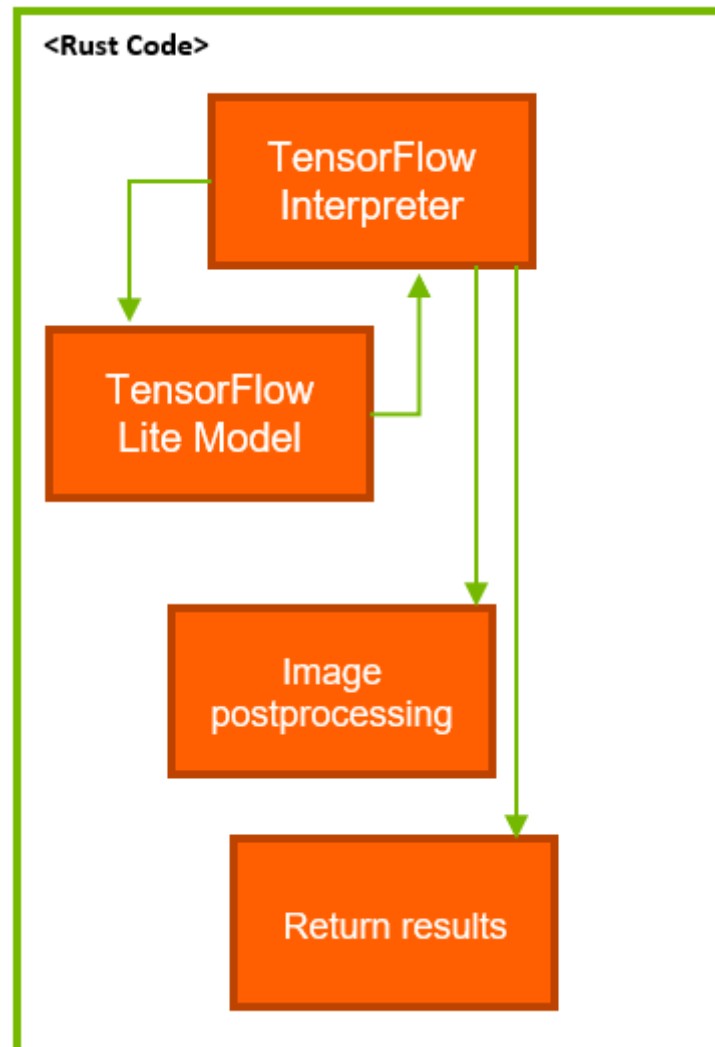 <Rust Code>
TensorFlow
Interpreter
TensorFlow
Lite Model
Image
postprocessing
Return results